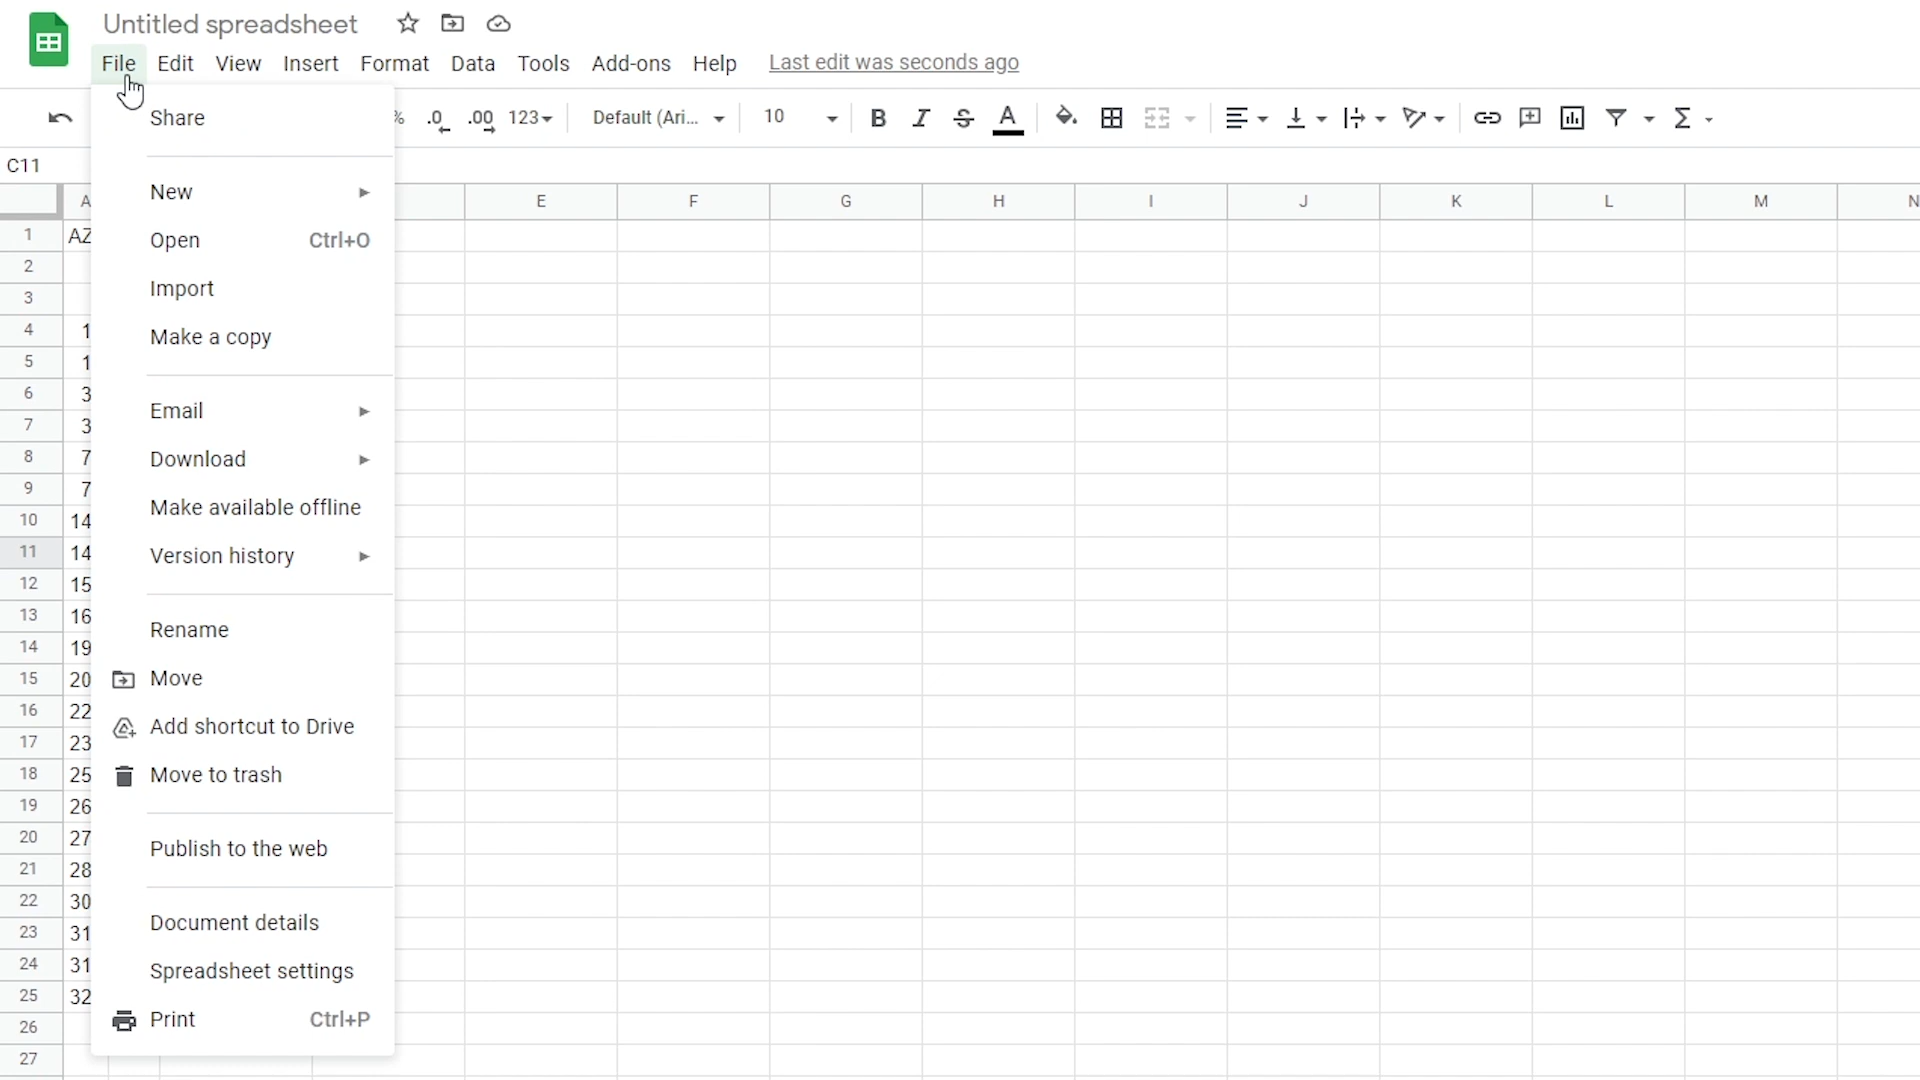 Untitled spreadsheet
File Edit View Insert Format Data Tools Add-ons Help Last edit was seconds ago
Share
% .0 .00 123 Default (Ari... 10 B I S A
C11
New
A E F G H I J K L M N
1 AZ
Open Ctrl+O
2
Import
3
4 1
Make a copy
5 1
6 3
Email
7 3
8 7
Download
9 7
Make available offline
10 14
11 14
Version history
12 15
13 16
Rename
14 19
15 20
Move
16 22
Add shortcut to Drive
17 23
18 25
Move to trash
19 26
20 27
Publish to the web
21 28
22 30
Document details
23 31
24 31
Spreadsheet settings
25 32
Print Ctrl+P
26
27